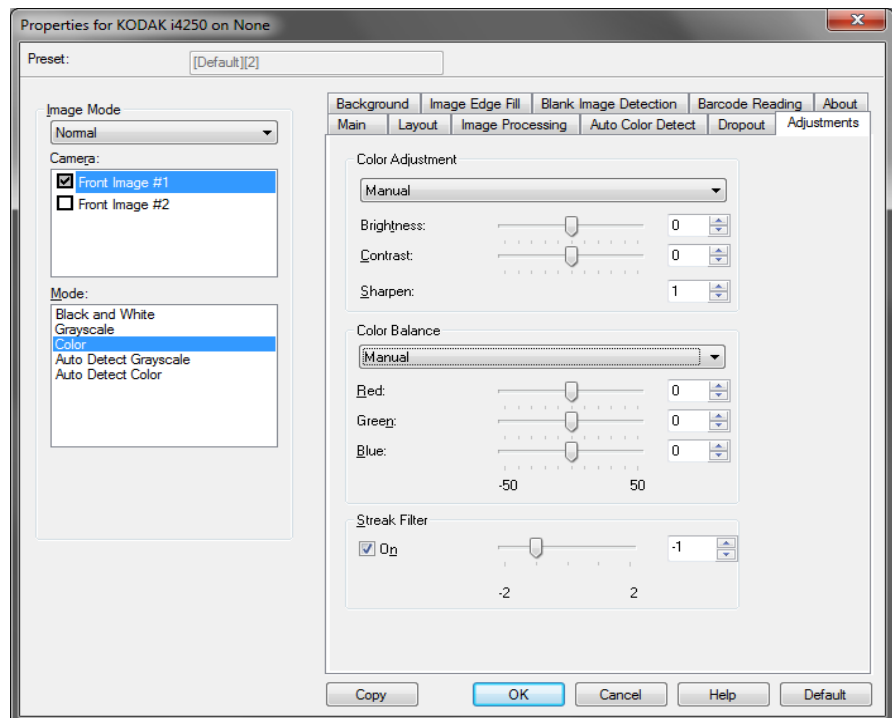 Properties for KODAK i4250 on None
Preset:
[Default][2]
Image Mode
Normal
Camera:
Front Image #1
Front Image #2
Mode:
Black and White
Grayscale
Color
Auto Detect Grayscale
Auto Detect Color
Background Image Edge Fill Blank Image Detection Barcode Reading About
Main Layout Image Processing Auto Color Detect Dropout Adjustments
Color Adjustment
Manual
Brightness: 0
Contrast: 0
Sharpen: 1
Color Balance
Manual
Red: 0
Green: 0
Blue: 0
-50 50
Streak Filter
On -1
-2 2
Copy OK Cancel Help Default